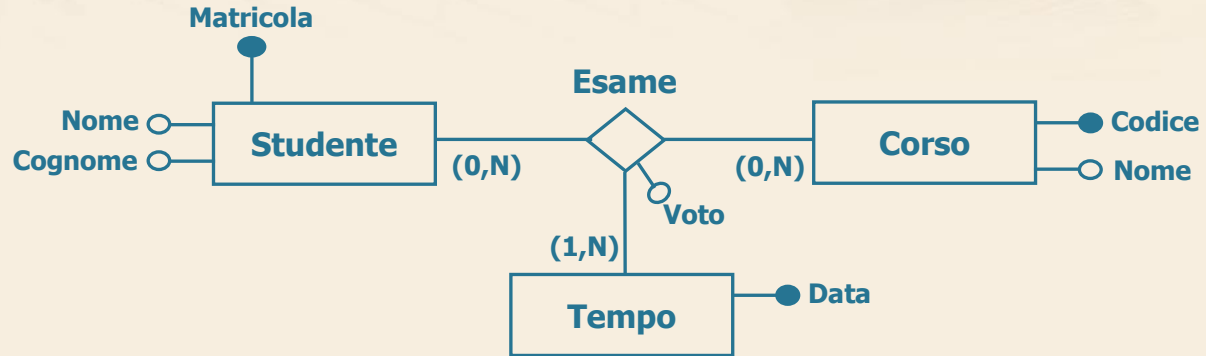 Matricola
Esame
Nome
Cognome
Studente
Corso
Codice
Nome
(0,N)
(0,N)
Voto
(1,N)
Tempo
Data